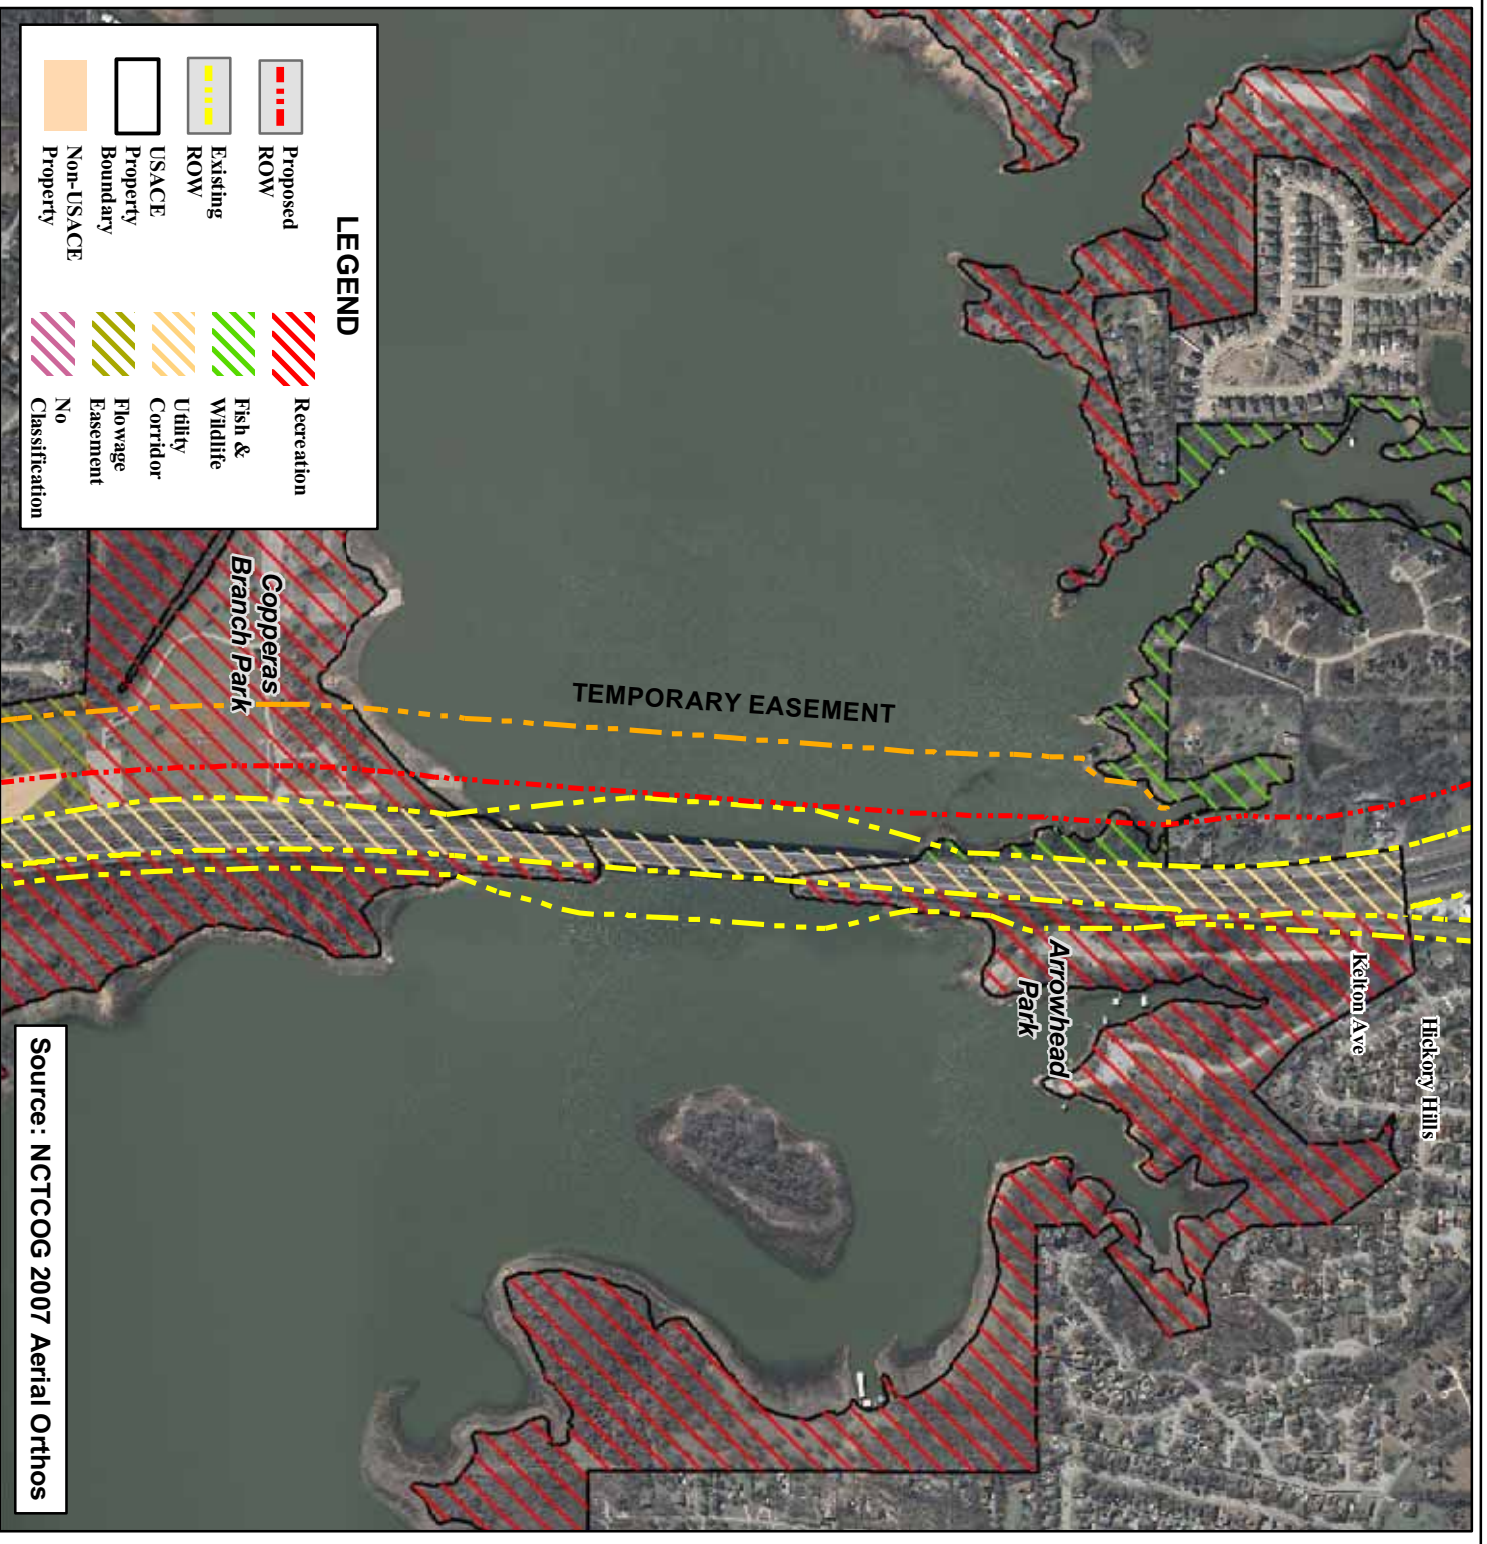 LEGEND
Proposed
ROW
Existing
ROW
USACE
Property
Boundary
Non-USACE
Property
Recreation
Fish &
Wildlife
Utility
Corridor
Flowage
Easement
No
Classification
Copperas
Branch Park
TEMPORARY EASEMENT
Arrowhead
Park
Kelton Ave
Hickory Hills
Source: NCTCOG 2007 Aerial Orthos